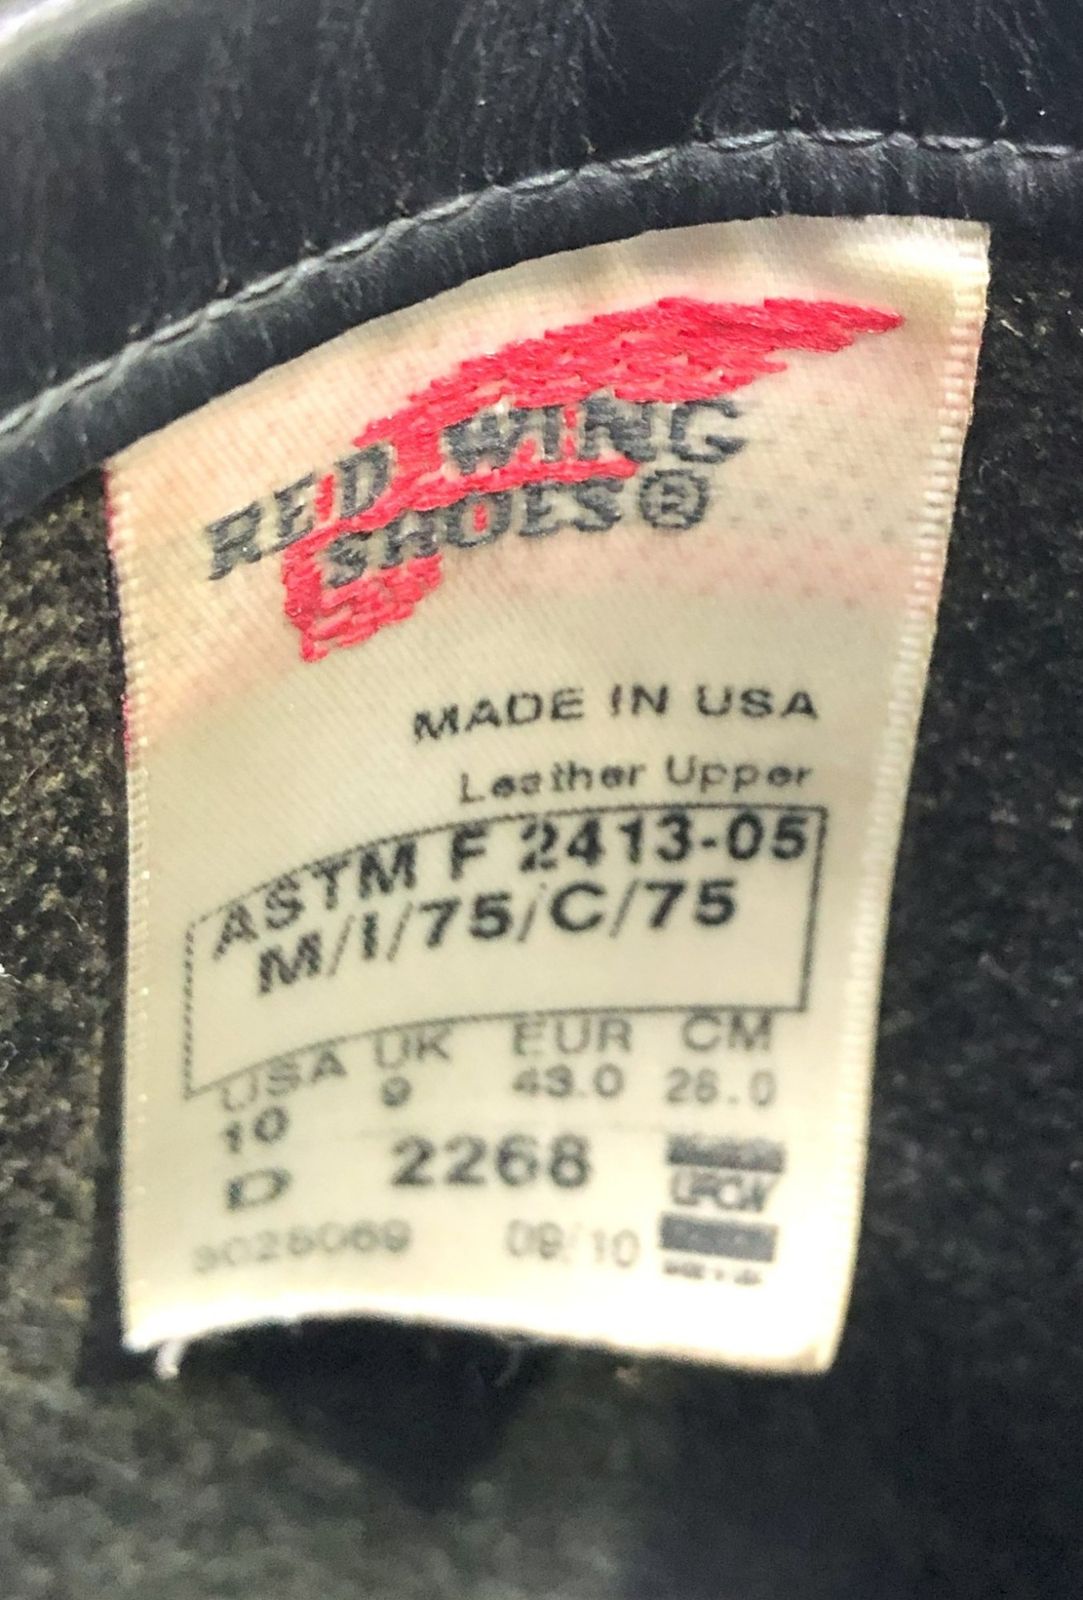 RED WING
SHOES®
MADE IN USA
Leather Upper
ASTM F 2413-05
M/I/75/C/75
USA UK EUR CM
10 9 43.0 28.0
D 2268
UFCW
09/10